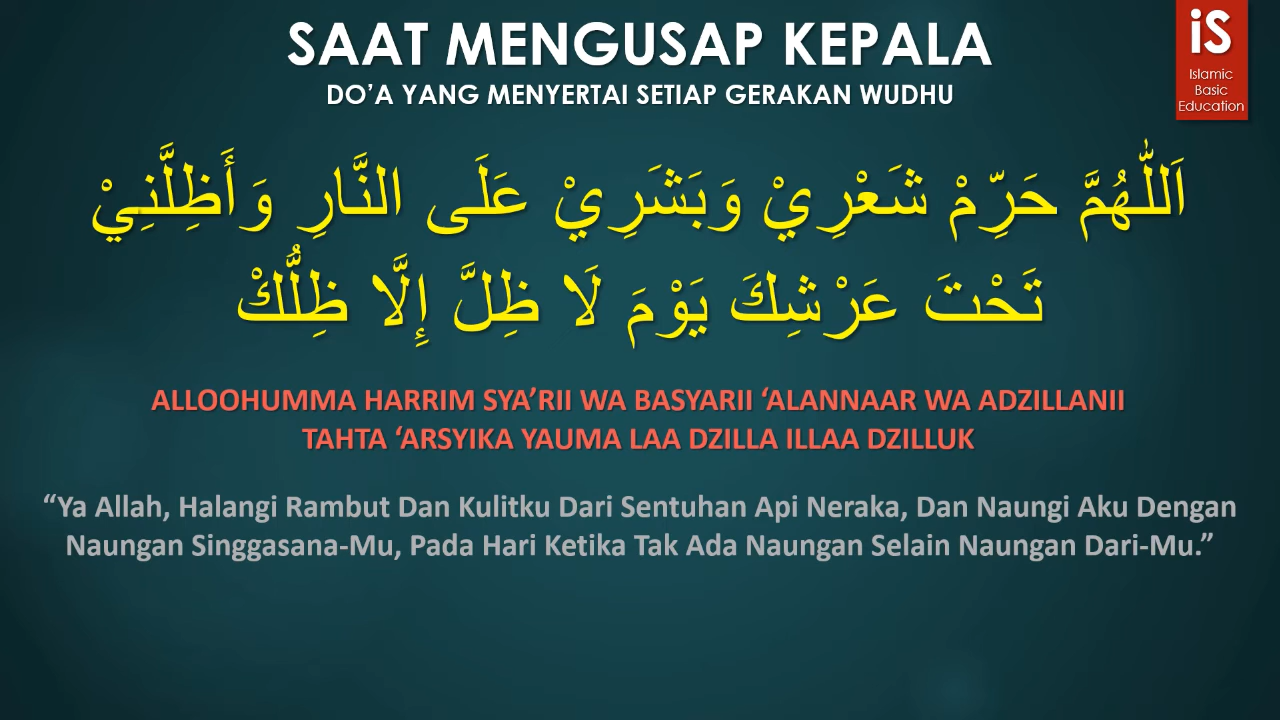 SAAT MENGUSAP KEPALA
DO’A YANG MENYERTAI SETIAP GERAKAN WUDHU
iS
Islamic
Basic
Education
اَللّٰهُمَّ حَرِّمْ شَعْرِيْ وَبَشَرِيْ عَلَى النَّارِ وَأَظِلَّنِيْ
تَحْتَ عَرْشِكَ يَوْمَ لَا ظِلَّ إِلَّا ظِلُّكْ
ALLOOHUMMA HARRIM SYA’RII WA BASYARII ‘ALANNAAR WA ADZILLANII
TAHTA ‘ARSYIKA YAUMA LAA DZILLA ILLAA DZILLUK
“Ya Allah, Halangi Rambut Dan Kulitku Dari Sentuhan Api Neraka, Dan Naungi Aku Dengan
Naungan Singgasana-Mu, Pada Hari Ketika Tak Ada Naungan Selain Naungan Dari-Mu.”